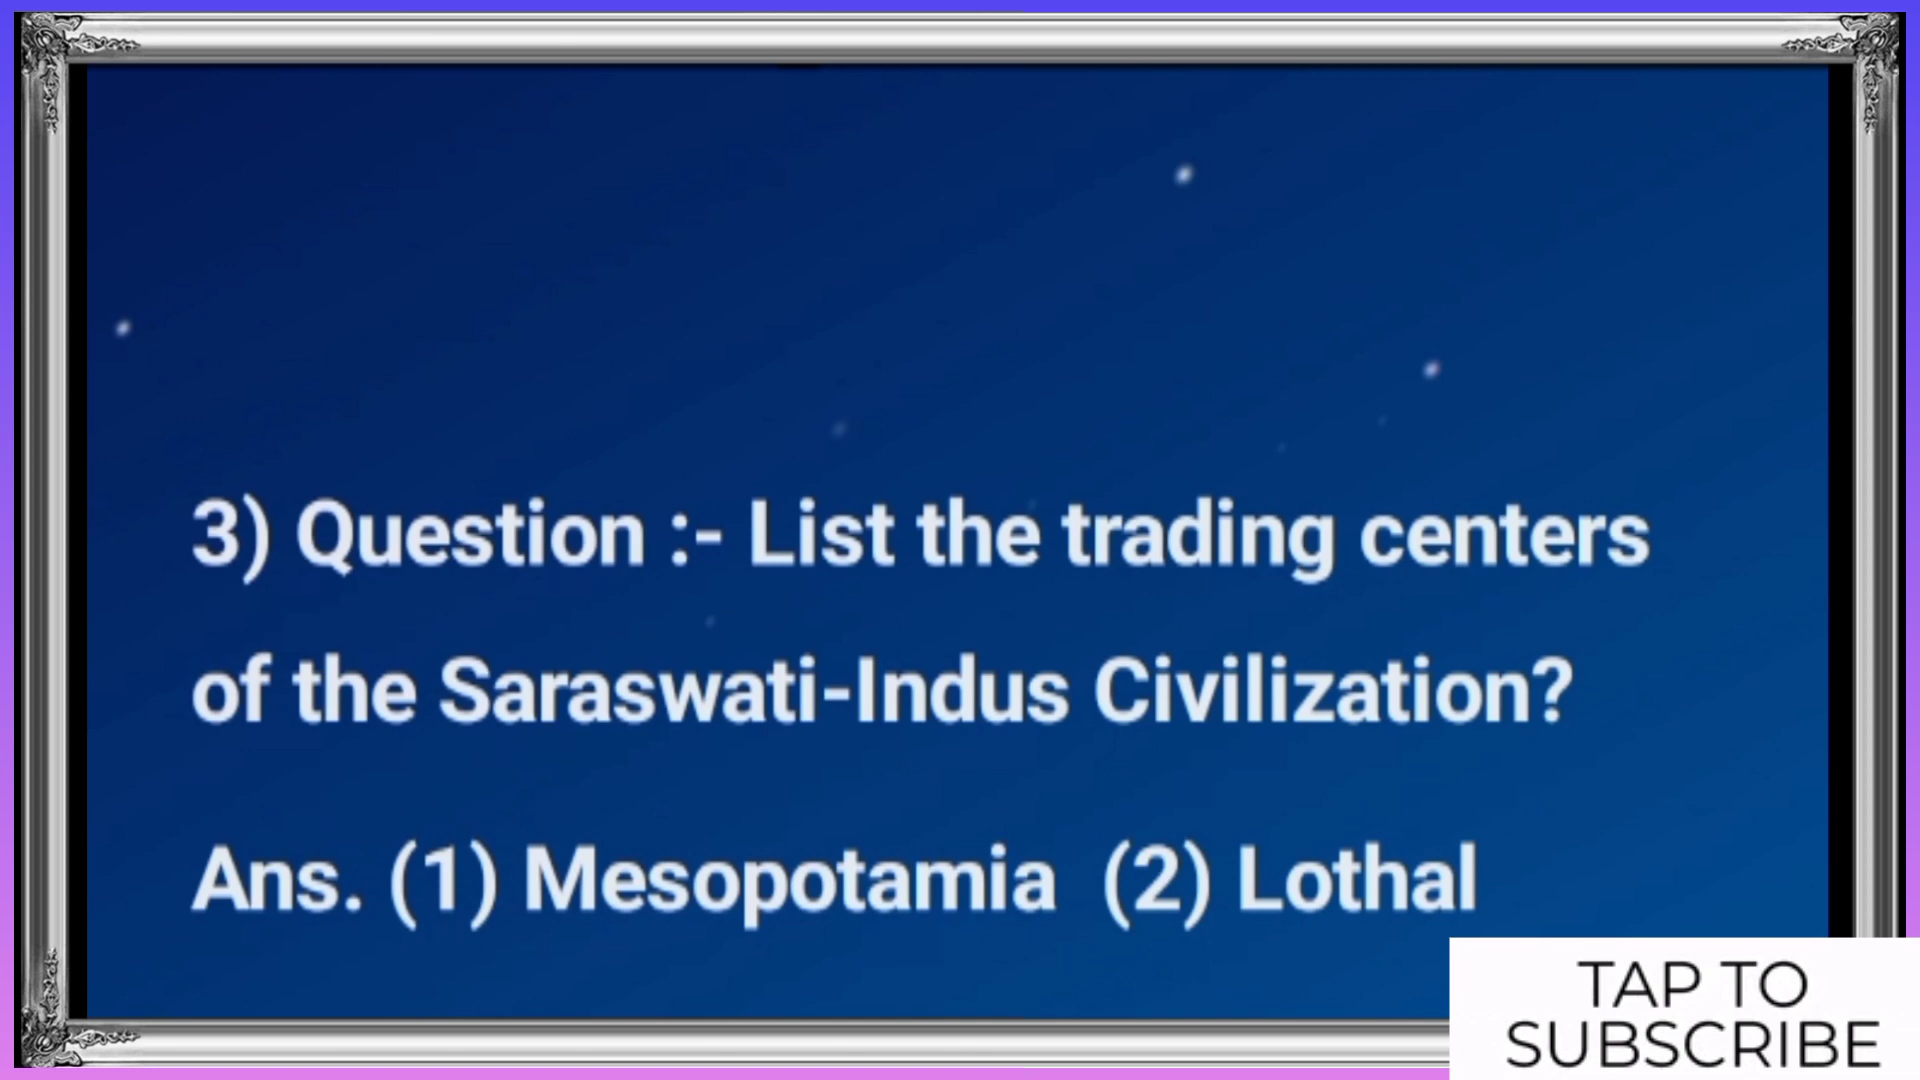 3) Question :- List the trading centers
of the Saraswati-Indus Civilization?
Ans. (1) Mesopotamia (2) Lothal
TAP TO
SUBSCRIBE